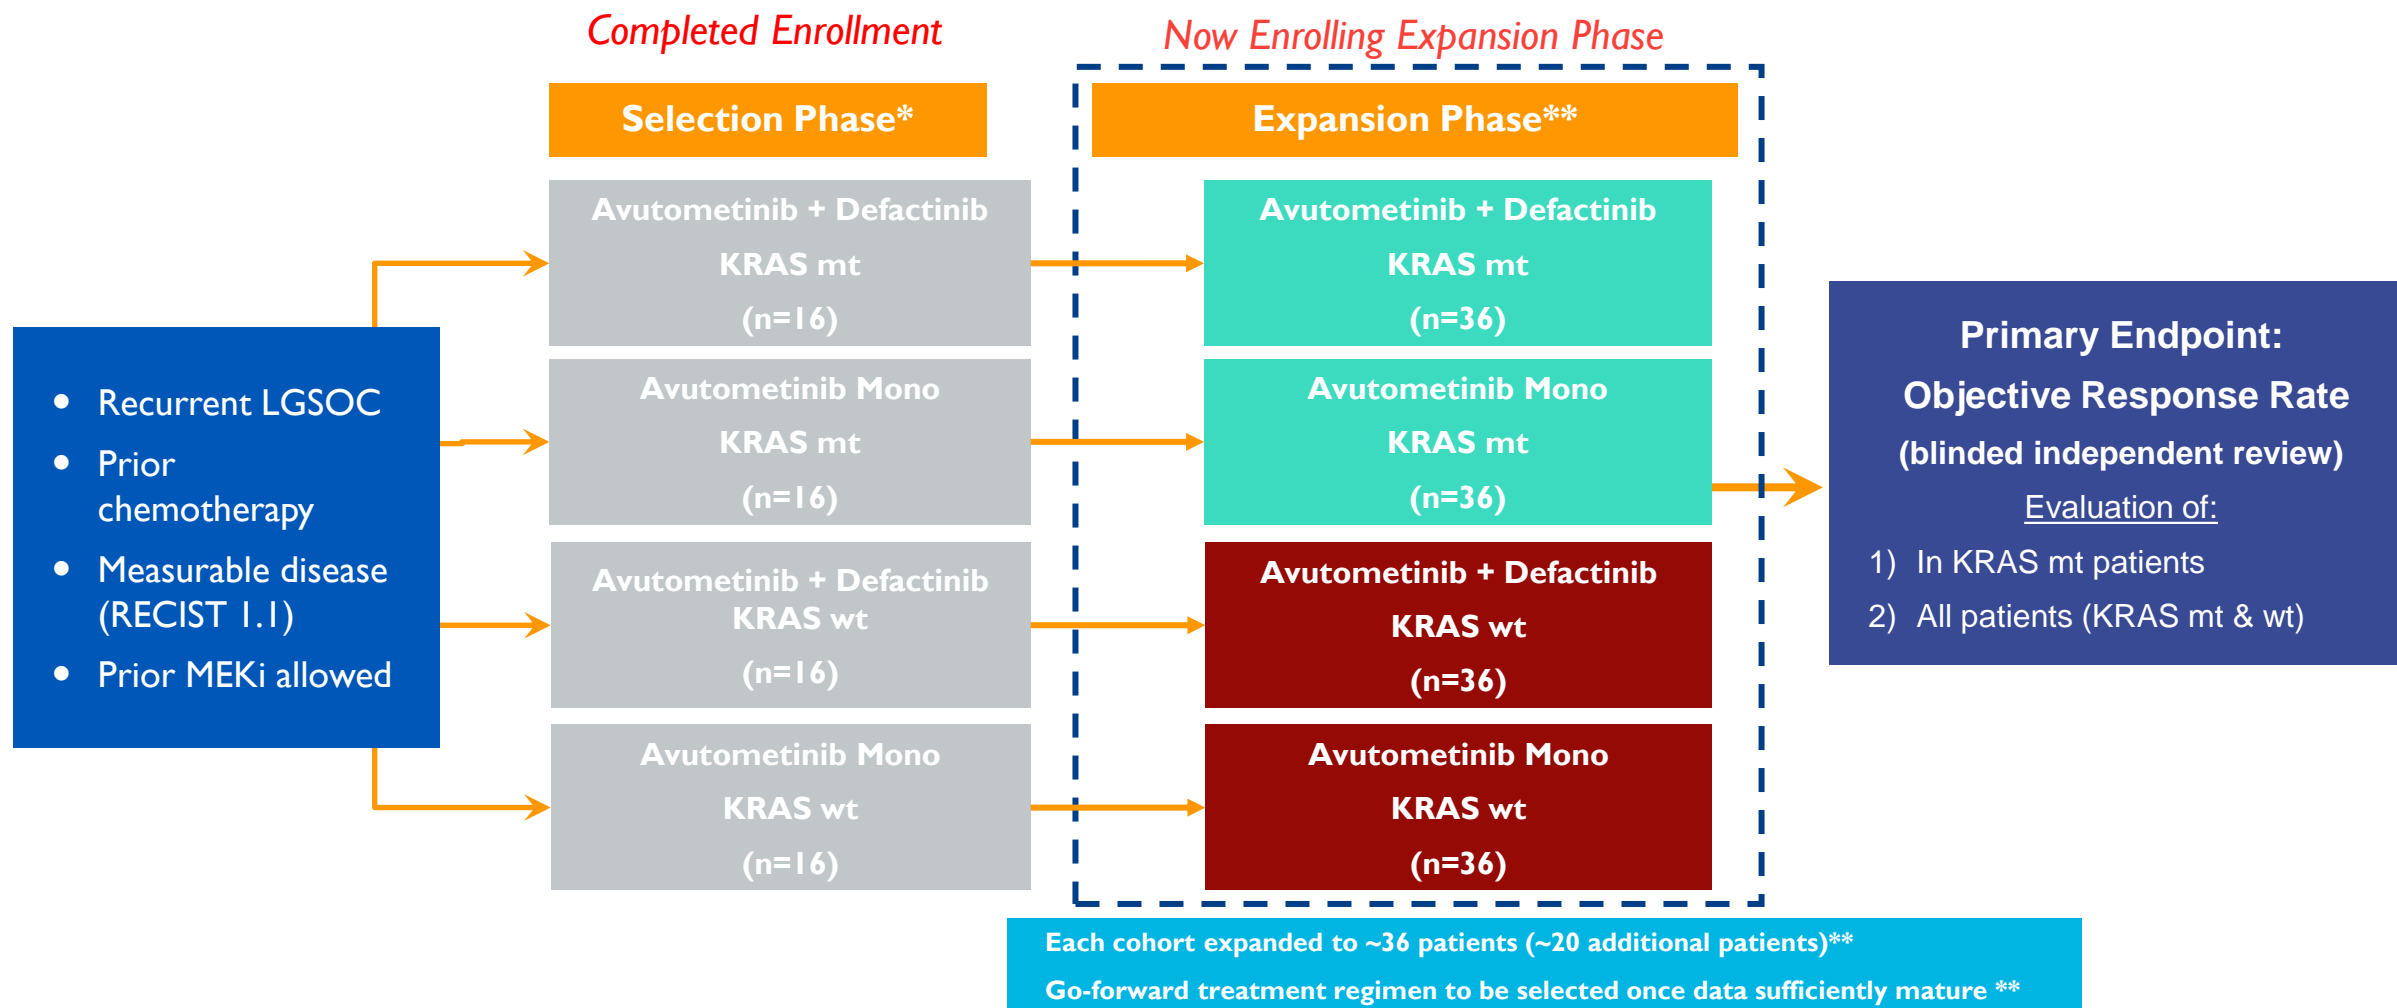 Completed Enrollment
Now Enrolling Expansion Phase
Selection Phase*
Expansion Phase**
• Recurrent LGSOC
• Prior
chemotherapy
• Measurable disease
(RECIST 1.1)
• Prior MEKi allowed
Avutometinib + Defactinib
KRAS mt
(n=16)
Avutometinib Mono
KRAS mt
(n=16)
Avutometinib + Defactinib
KRAS wt
(n=16)
Avutometinib Mono
KRAS wt
(n=16)
Avutometinib + Defactinib
KRAS mt
(n=36)
Avutometinib Mono
KRAS mt
(n=36)
Avutometinib + Defactinib
KRAS wt
(n=36)
Avutometinib Mono
KRAS wt
(n=36)
Primary Endpoint:
Objective Response Rate
(blinded independent review)
Evaluation of:
1) In KRAS mt patients
2) All patients (KRAS mt & wt)
Each cohort expanded to ~36 patients (~20 additional patients)**
Go-forward treatment regimen to be selected once data sufficiently mature **